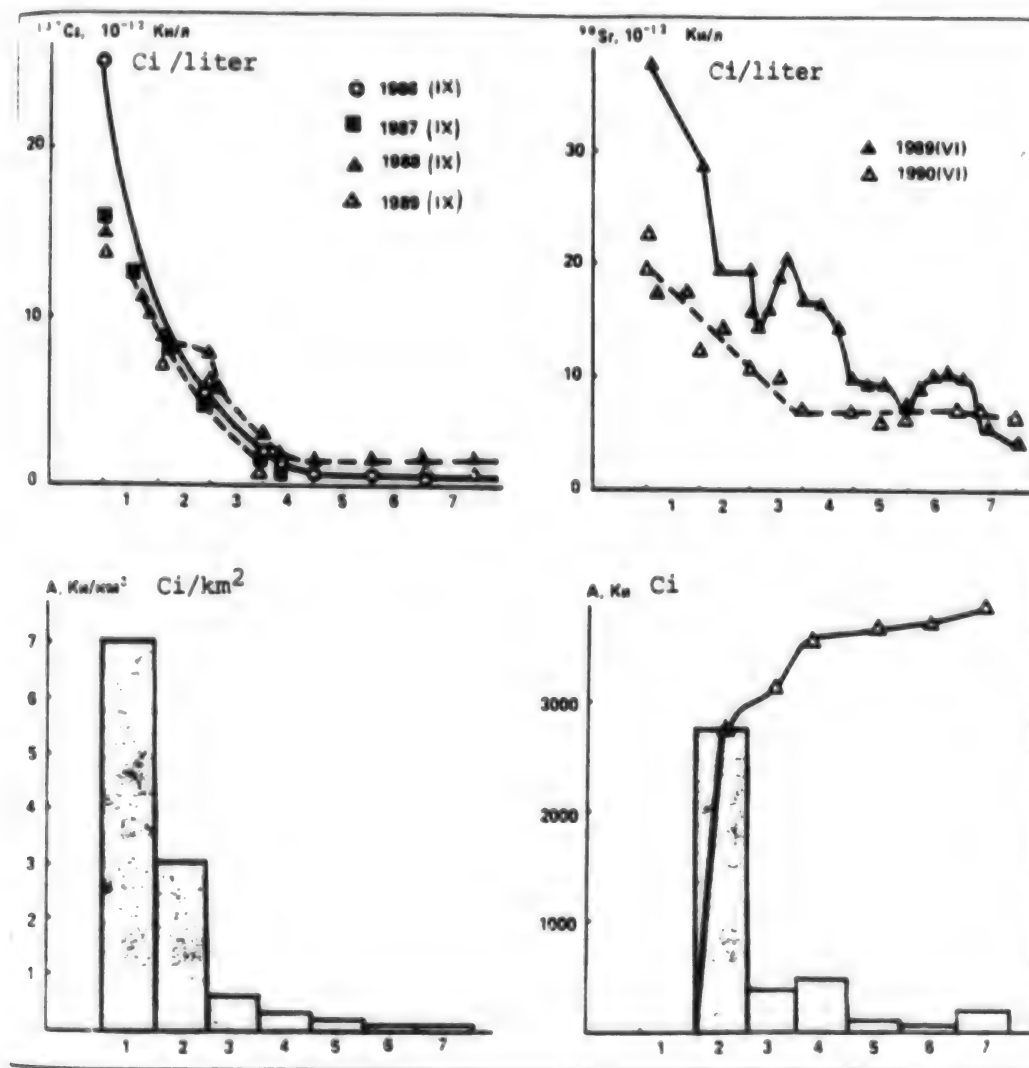 ¹³⁷Cs, 10⁻¹³ Ки/л
Ci/liter
1986 (IX)
1987 (IX)
1988 (IX)
1989 (IX)
20
10
0
1 2 3 4 5 6 7
⁹⁰Sr, 10⁻¹³ Ки/л
Ci/liter
1989(VI)
1990(VI)
30
20
10
0
1 2 3 4 5 6 7
A, Ки/км² Ci/km²
7
6
5
4
3
2
1
1 2 3 4 5 6 7
A, Ки Ci
3000
2000
1000
1 2 3 4 5 6 7